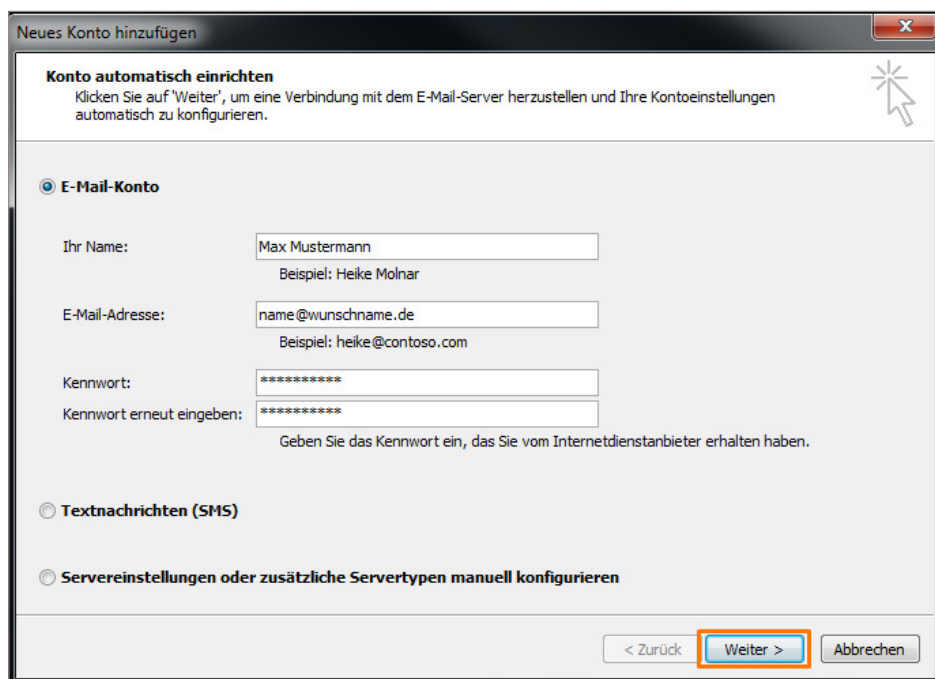 Neues Konto hinzufügen
Konto automatisch einrichten
Klicken Sie auf 'Weiter', um eine Verbindung mit dem E-Mail-Server herzustellen und Ihre Kontoeinstellungen
automatisch zu konfigurieren.
E-Mail-Konto
Ihr Name: Max Mustermann
Beispiel: Heike Molnar
E-Mail-Adresse: name@wunschname.de
Beispiel: heike@contoso.com
Kennwort: **********
Kennwort erneut eingeben: **********
Geben Sie das Kennwort ein, das Sie vom Internetdienstanbieter erhalten haben.
Textnachrichten (SMS)
Servereinstellungen oder zusätzliche Servertypen manuell konfigurieren
< Zurück Weiter > Abbrechen